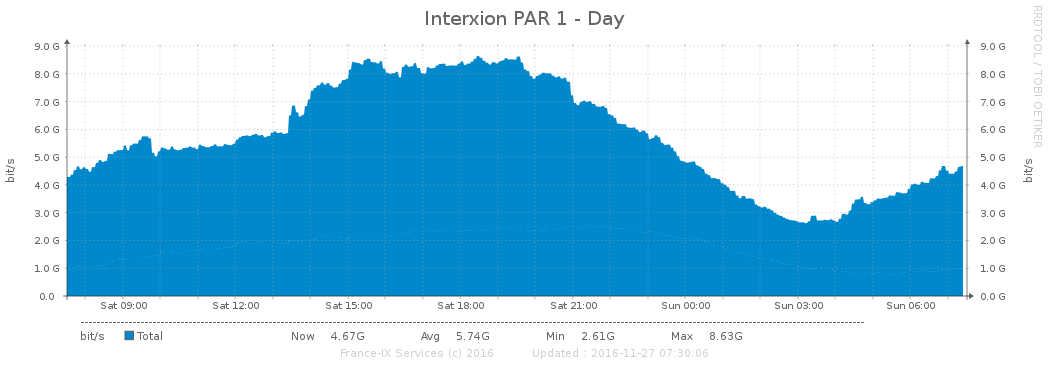 Interxion PAR 1 - Day
RRDTOOL / TOBI OETIKER
bit/s
9.0 G 9.0 G
8.0 G 8.0 G
7.0 G 7.0 G
6.0 G 6.0 G
5.0 G 5.0 G
4.0 G 4.0 G
3.0 G 3.0 G
2.0 G 2.0 G
1.0 G 1.0 G
0.0 0.0 G
bit/s
Sat 09:00 Sat 12:00 Sat 15:00 Sat 18:00 Sat 21:00 Sun 00:00 Sun 03:00 Sun 06:00
bit/s Total Now 4.67G Avg 5.74G Min 2.61G Max 8.63G
France-IX Services (c) 2016 Updated : 2016-11-27 07:30:06